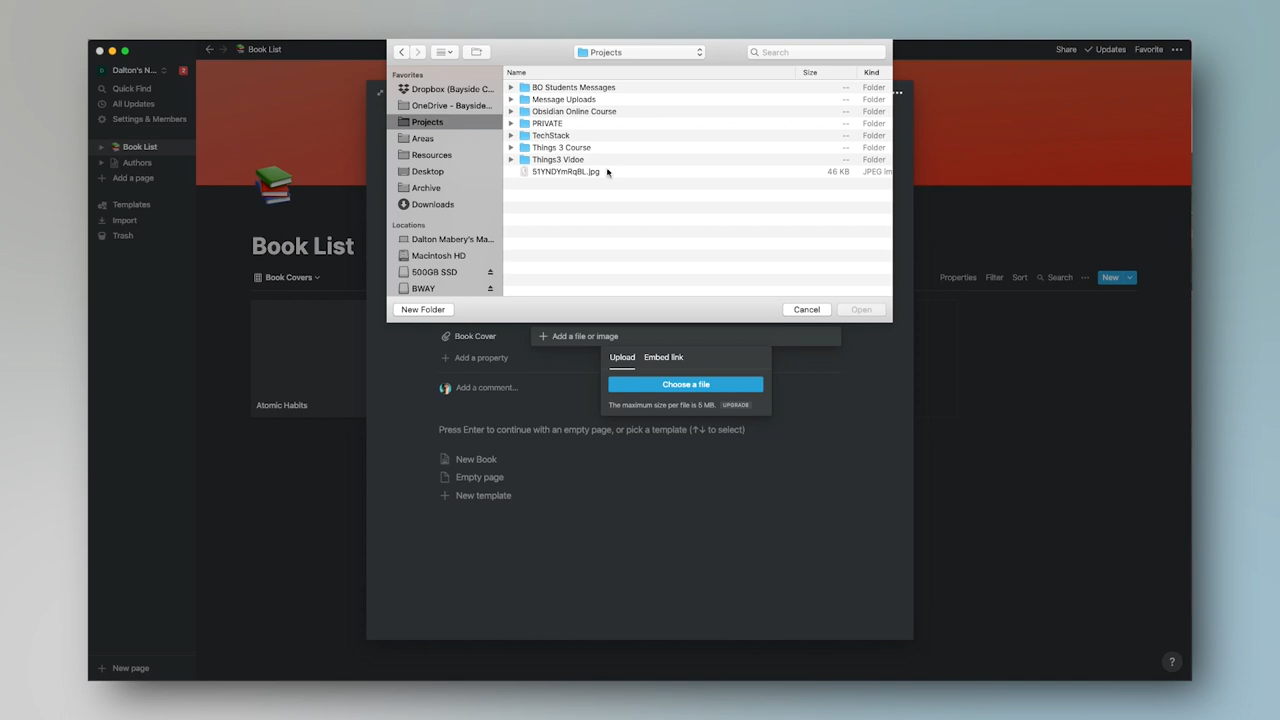 Book List
Projects
Search
Share
Updates
Favorite
Dalton's N...
2
Quick Find
All Updates
Settings & Members
Book List
Authors
Add a page
Templates
Import
Trash
New page
Book List
Book Covers
Properties
Filter
Sort
Search
New
Atomic Habits
Favorites
Dropbox (Bayside C...
OneDrive - Bayside...
Projects
Areas
Resources
Desktop
Archive
Downloads
Locations
Dalton Mabery's Ma...
Macintosh HD
500GB SSD
BWAY
Name
Size
Kind
BO Students Messages
--
Folder
Message Uploads
--
Folder
Obsidian Online Course
--
Folder
PRIVATE
--
Folder
TechStack
--
Folder
Things 3 Course
--
Folder
Things3 Vidoe
--
Folder
51YNDYmRqBL.jpg
46 KB
JPEG im
New Folder
Cancel
Open
Book Cover
Add a file or image
Add a property
Upload
Embed link
Choose a file
The maximum size per file is 5 MB.
UPGRADE
Add a comment...
Press Enter to continue with an empty page, or pick a template (↑↓ to select)
New Book
Empty page
New template
?